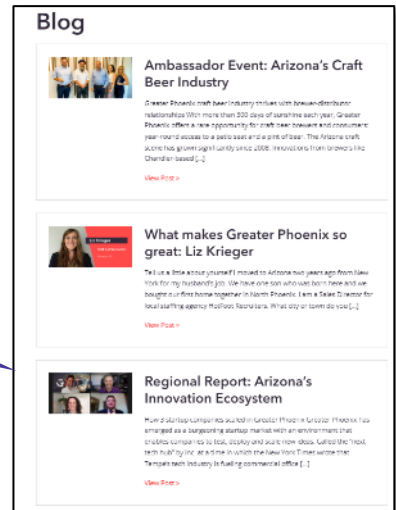 Blog
Ambassador Event: Arizona's Craft
Beer Industry
Greater Phoenix craft beer industry thrives with brewer-distributor
relationships With more than 300 days of sunshine each year, Greater
Phoenix offers a rare opportunity for craft beer brewers and consumers:
year-round access to a patio seat and a pint of beer. The Arizona craft
scene has grown significantly since 2008. Innovations from brewers like
Chandler-based [...]
View Post >
What makes Greater Phoenix so
great: Liz Krieger
Liz Krieger
Tell us a little about yourself I moved to Arizona two years ago from New
York for my husband's job. We have one son who was born here and we
bought our first home together in North Phoenix. I am a Sales Director for
local staffing agency HotFoot Recruiters. What city or town do you [...]
View Post >
Regional Report: Arizona's
Innovation Ecosystem
How 3 startup companies scaled in Greater Phoenix Greater Phoenix has
emerged as a burgeoning startup market with an environment that
enables companies to test, deploy and scale new ideas. Called the "next
tech hub" by Inc. at a time in which the New York Times wrote that
Tempe's tech industry is fueling commercial office [...]
View Post >